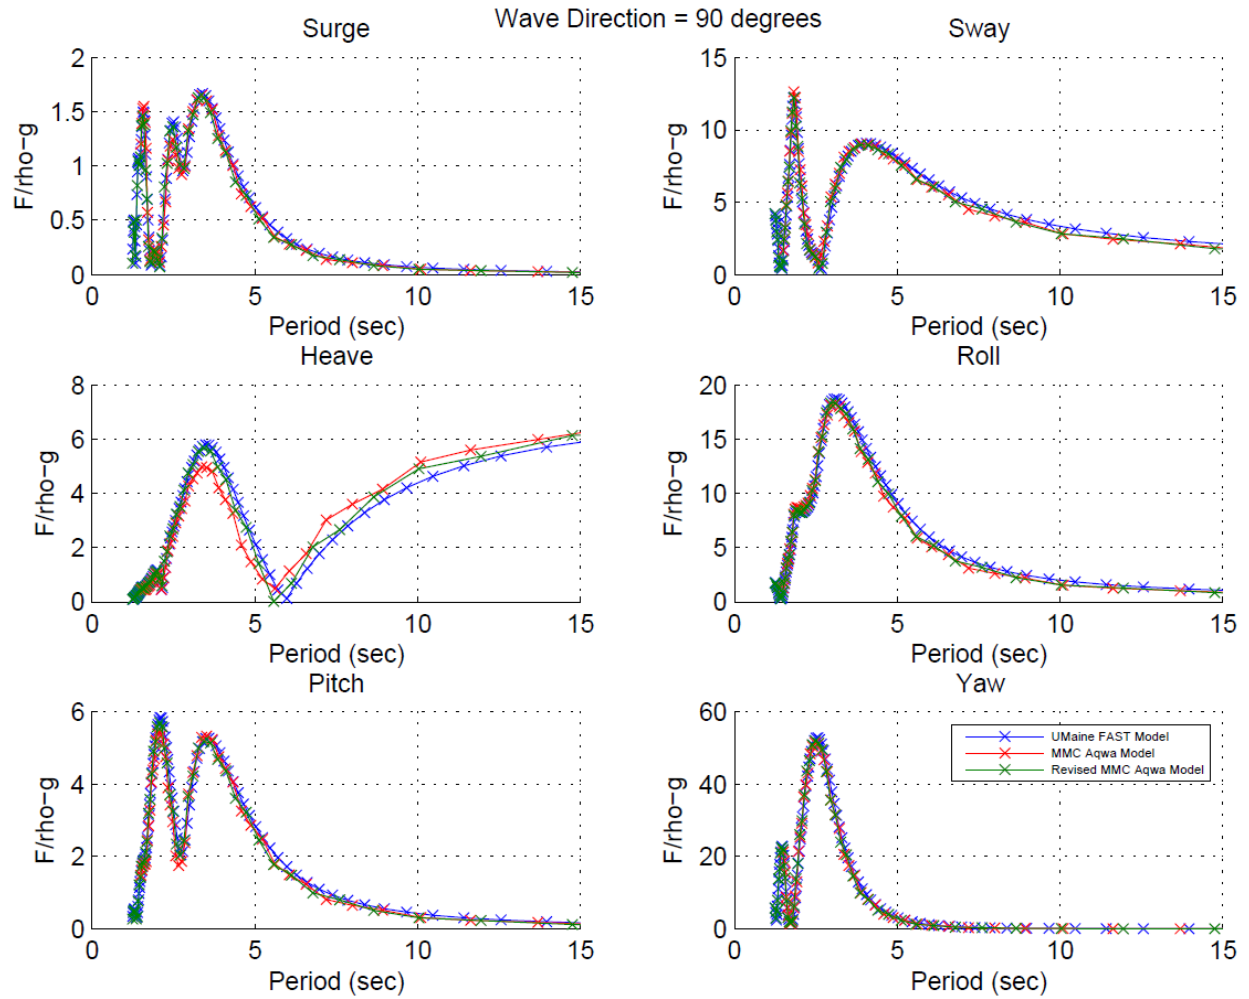 Wave Direction = 90 degrees
Surge
2
1.5
1
0.5
0
F/rho-g
0 5 10 15
Period (sec)
Sway
15
10
5
0
F/rho-g
0 5 10 15
Period (sec)
Heave
8
6
4
2
0
F/rho-g
0 5 10 15
Period (sec)
Roll
20
15
10
5
0
F/rho-g
0 5 10 15
Period (sec)
Pitch
6
4
2
0
F/rho-g
0 5 10 15
Period (sec)
Yaw
60
40
20
0
F/rho-g
UMaine FAST Model
MMC Aqwa Model
Revised MMC Aqwa Model
0 5 10 15
Period (sec)